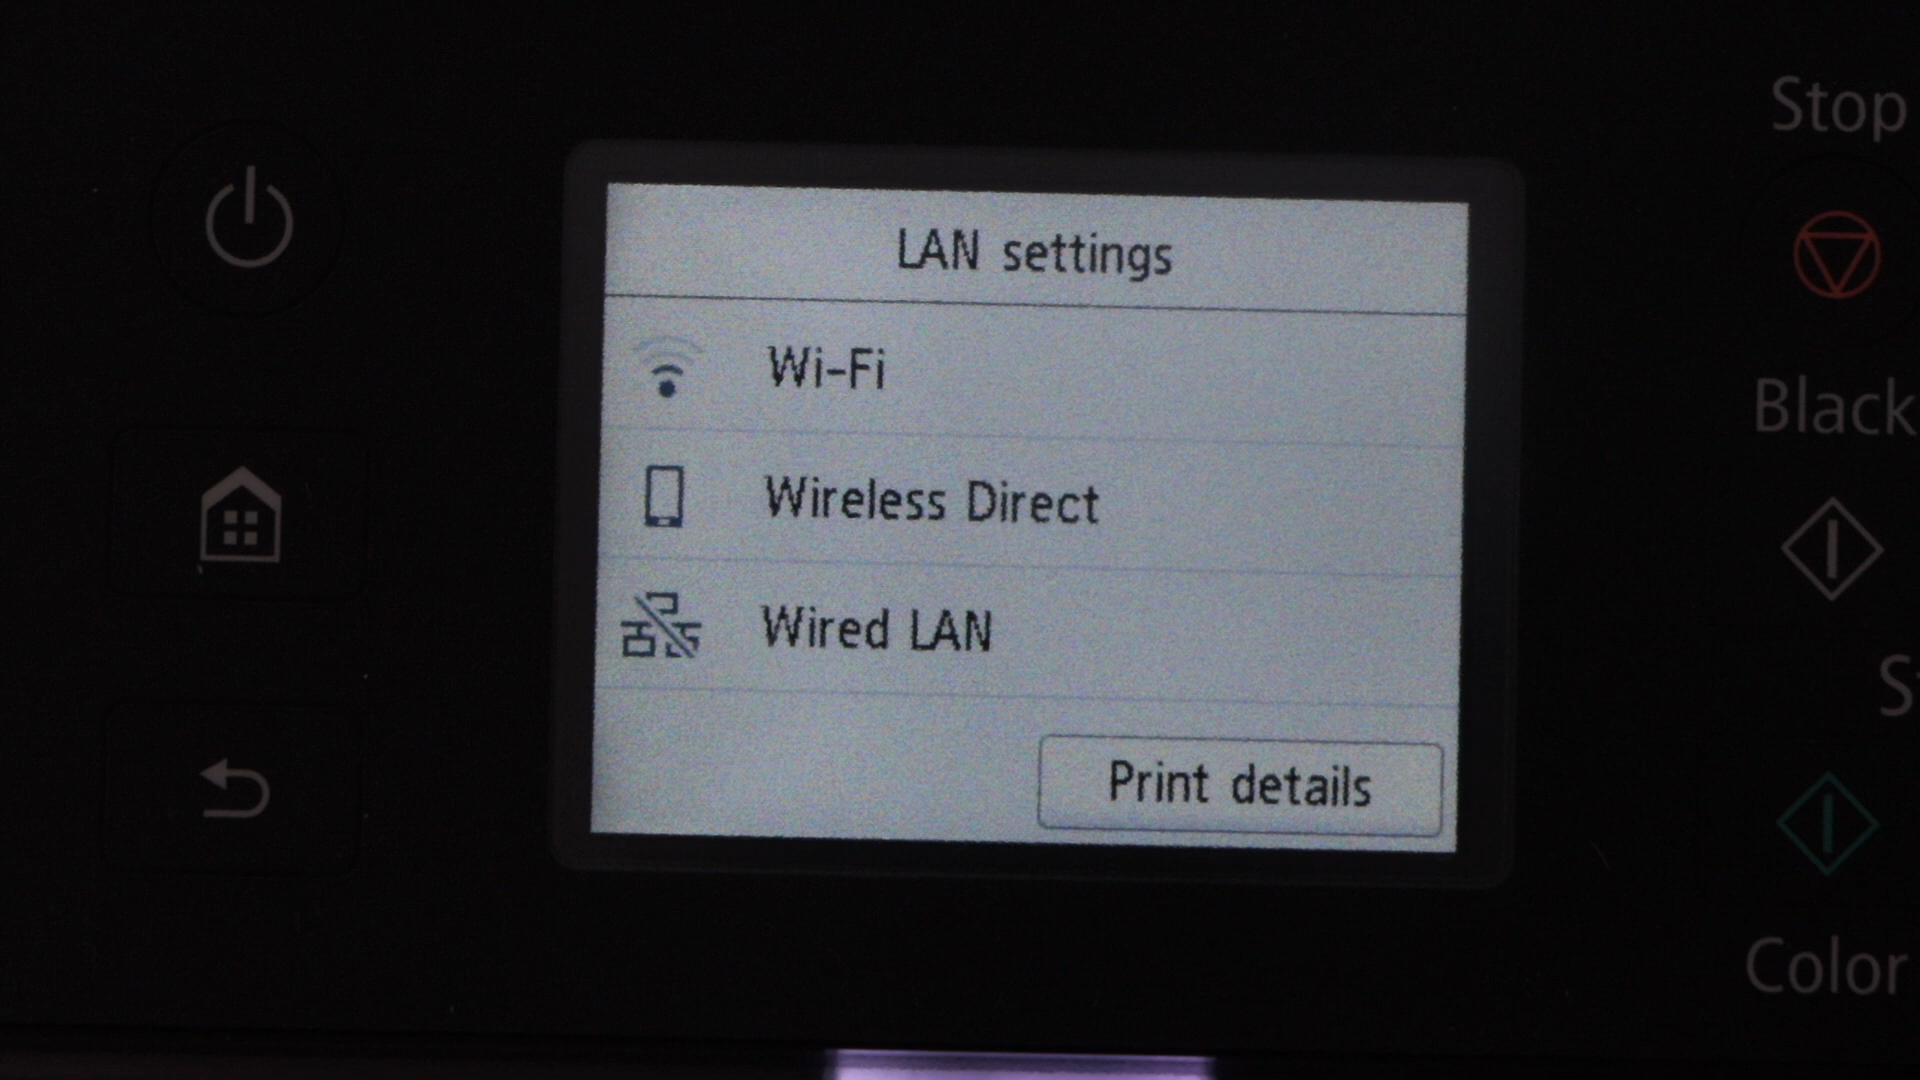 LAN settings
Wi-Fi
Wireless Direct
Wired LAN
Print details
Stop
Black
Color